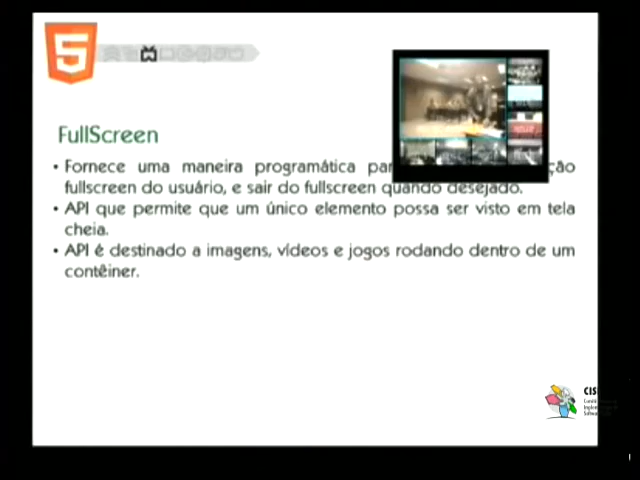 5
FullScreen
• Fornece uma maneira programática ção
fullscreen do usuário, e sair do fullscreen quando desejado.
• API que permite que um único elemento possa ser visto em tela
cheia.
• API é destinado a imagens, vídeos e jogos rodando dentro de um
contêiner.